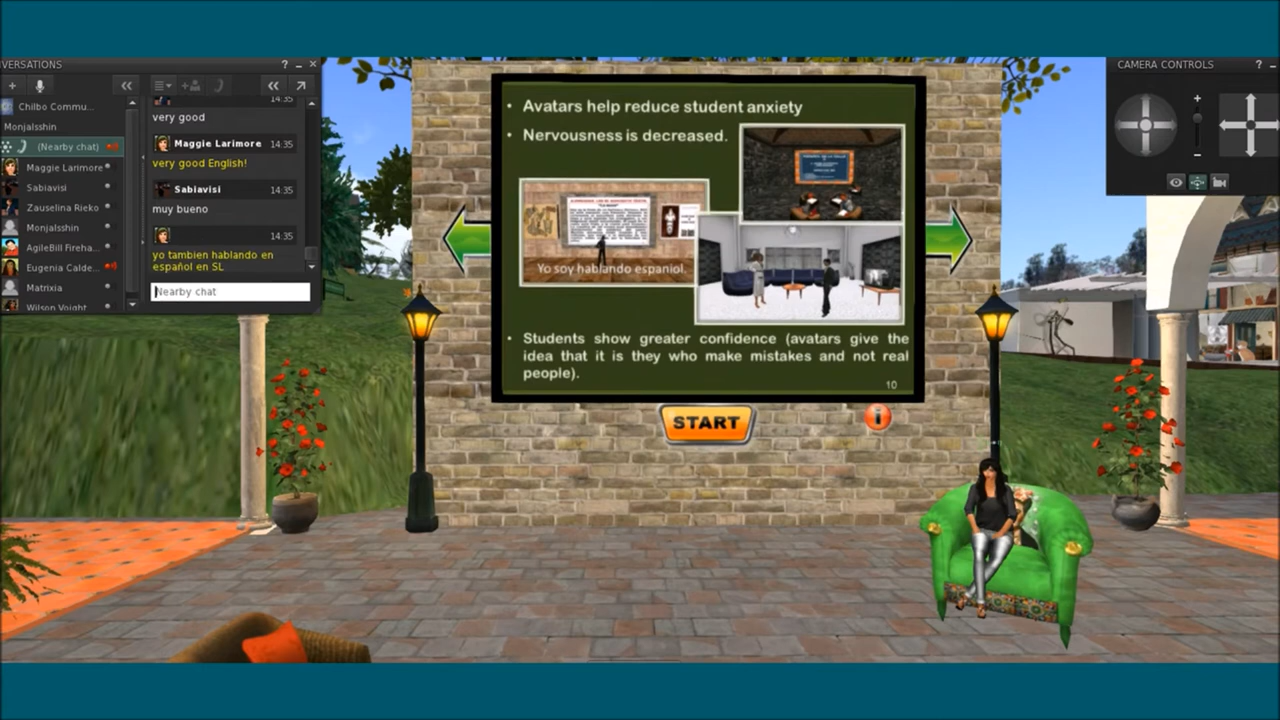 VERSATIONS
? _ ×
Chilbo Commu...
Monjalsshin
(Nearby chat)
Maggie Larimore
Sabiavisi
Zauselina Rieko
Monjalsshin
AgileBill Fireha...
Eugenia Calde...
Matrixia
Wilson Voight
14:35
very good
Maggie Larimore 14:35
very good English!
Sabiavisi 14:35
muy bueno
14:35
yo tambien hablando en
español en SL
Nearby chat
• Avatars help reduce student anxiety
• Nervousness is decreased.
Yo soy hablando espaniol.
• Students show greater confidence (avatars give the
idea that it is they who make mistakes and not real
people).
10
START
i
CAMERA CONTROLS ? _